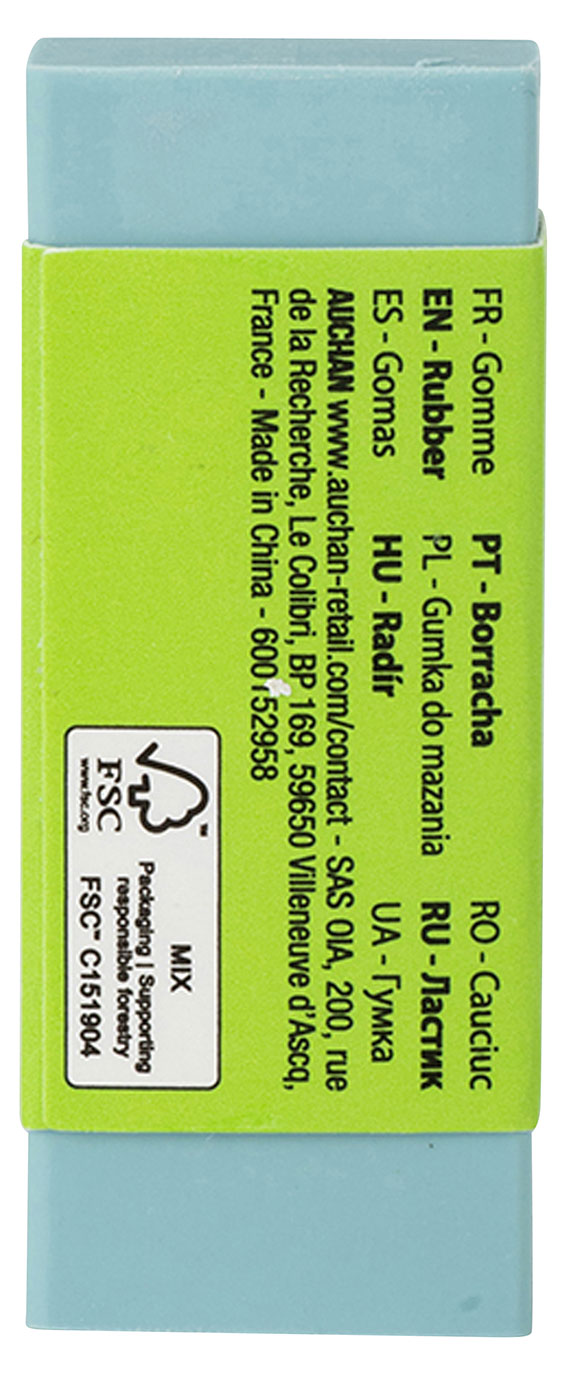 FR - Gomme PT - Borracha RO - Cauciuc
EN - Rubber PL - Gumka do mazania RU - Ластик
ES - Gomas HU - Radír UA - Гумка
AUCHAN www.auchan-retail.com/contact - SAS OIA, 200, rue
de la Recherche, Le Colibri, BP 169, 59650 Villeneuve d'Ascq,
France - Made in China -
FSC
www.fsc.org
MIX
Packaging | Supporting
responsible forestry
FSC™ C151904